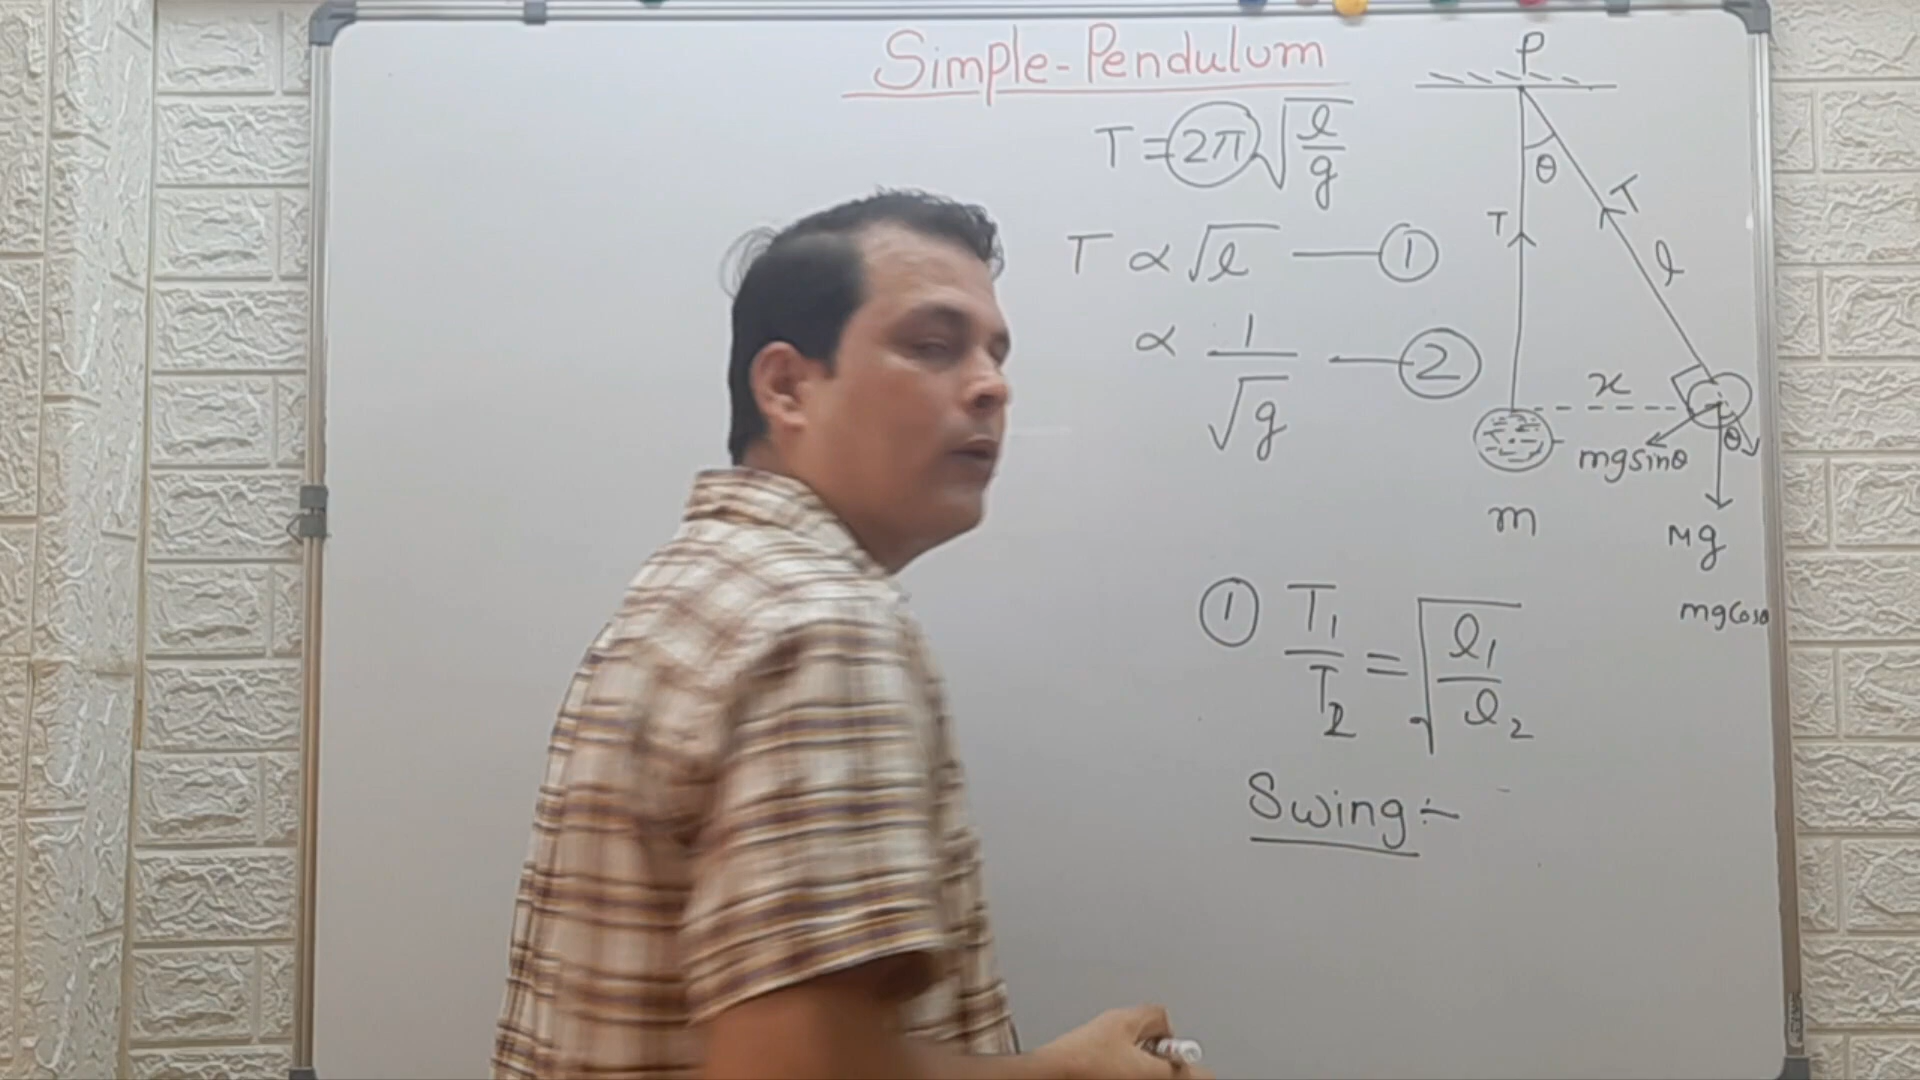 Simple-Pendulum
T = 2π √(l/g)
T ∝ √l — ①
∝ 1/√g — ②
① T₁/T₂ = √(l₁/l₂)
Swing :-
P
θ
T
T
l
x
θ
mgsinθ
m
Mg
mgcosθ